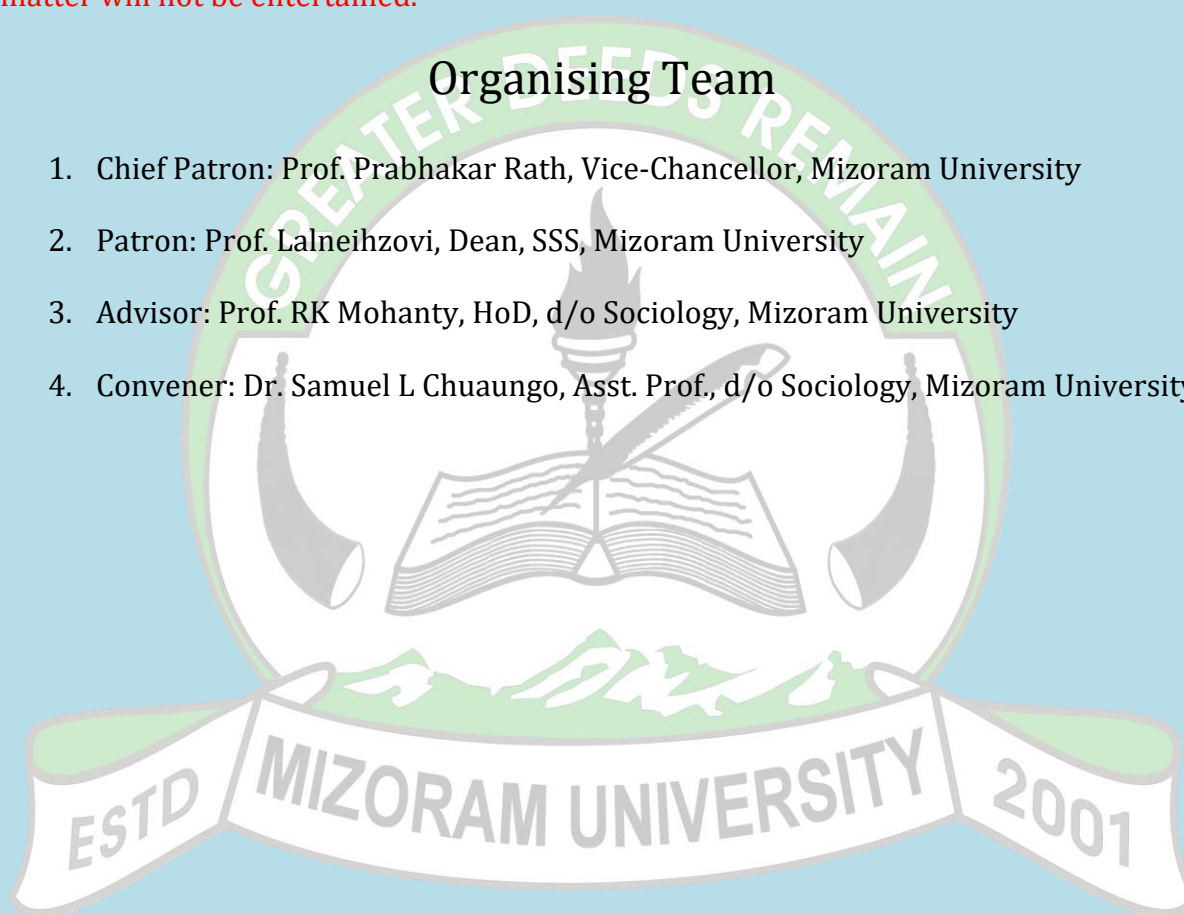 matter will not be entertained.
Organising Team
1. Chief Patron: Prof. Prabhakar Rath, Vice-Chancellor, Mizoram University
2. Patron: Prof. Lalneihzovi, Dean, SSS, Mizoram University
3. Advisor: Prof. RK Mohanty, HoD, d/o Sociology, Mizoram University
4. Convener: Dr. Samuel L Chuaungo, Asst. Prof., d/o Sociology, Mizoram University
GREATER DEEDS REMAIN
ESTD MIZORAM UNIVERSITY 2001